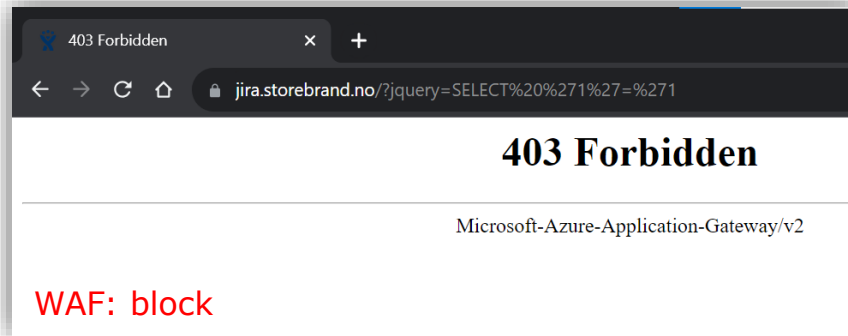 403 Forbidden
jira.storebrand.no/?jquery=SELECT%20%271%27=%271
403 Forbidden
Microsoft-Azure-Application-Gateway/v2
WAF: block